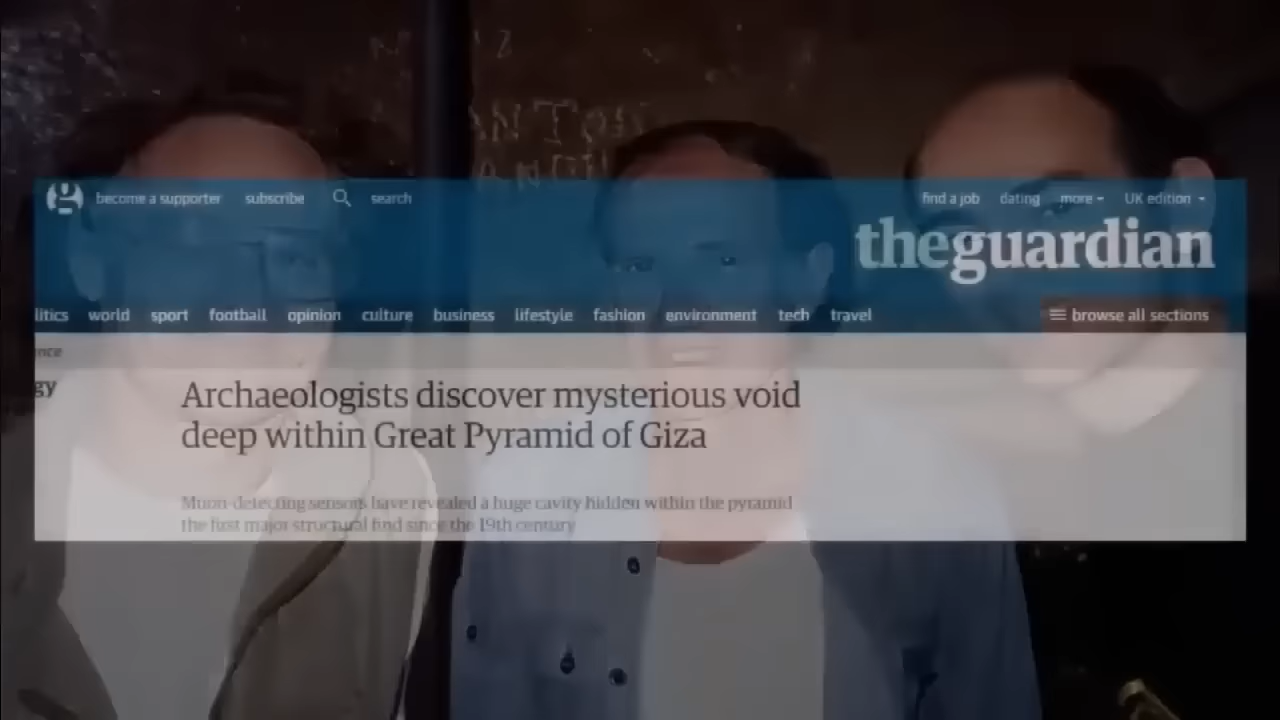 become a supporter subscribe search find a job dating more UK edition
theguardian
litics world sport football opinion culture business lifestyle fashion environment tech travel browse all sections
nce
gy
Archaeologists discover mysterious void
deep within Great Pyramid of Giza
Muon-detecting sensors have revealed a huge cavity hidden within the pyramid
the first major structural find since the 19th century